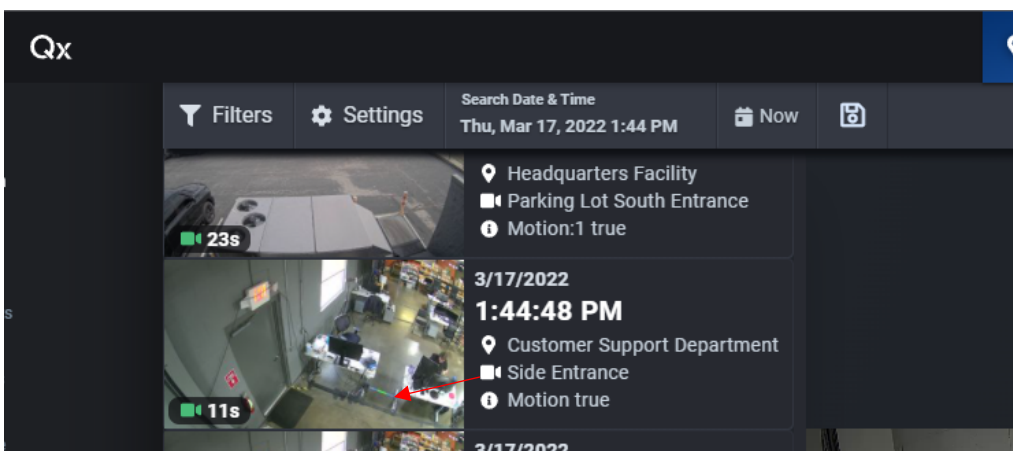 Qx
Filters
Settings
Search Date & Time
Thu, Mar 17, 2022 1:44 PM
Now
Headquarters Facility
Parking Lot South Entrance
Motion:1 true
23s
3/17/2022
1:44:48 PM
Customer Support Department
Side Entrance
Motion true
11s
3/17/2022